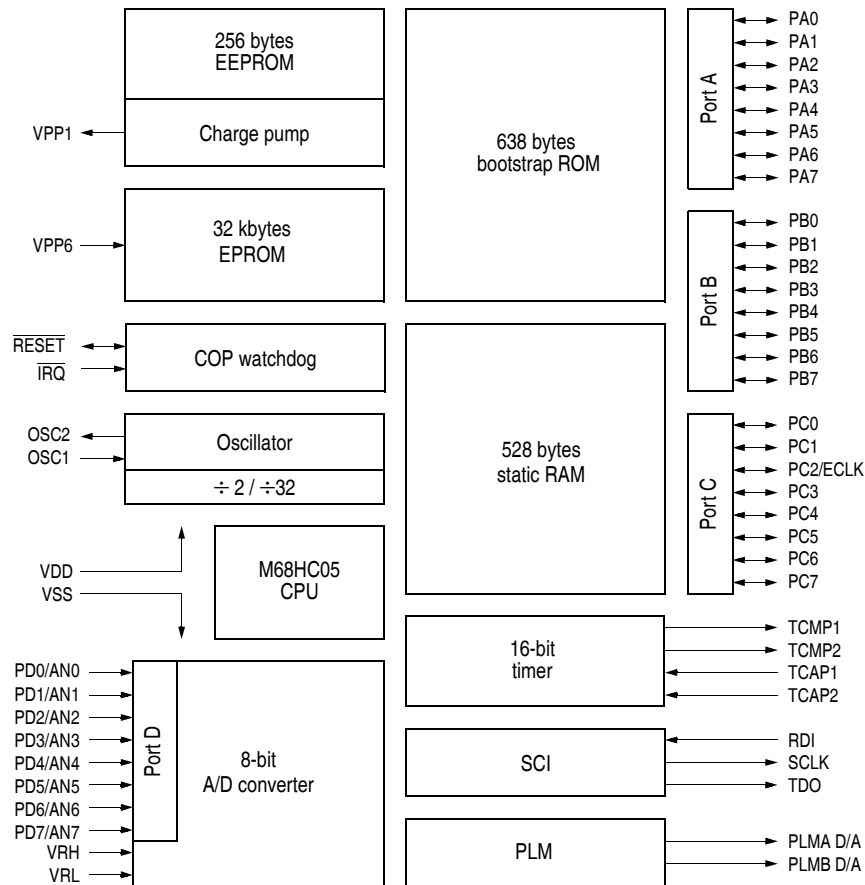 256 bytes
EEPROM
Charge pump
VPP1
32 kbytes
EPROM
VPP6
RESET
IRQ
COP watchdog
OSC2
OSC1
Oscillator
÷ 2 / ÷32
VDD
VSS
M68HC05
CPU
PD0/AN0
PD1/AN1
PD2/AN2
PD3/AN3
PD4/AN4
PD5/AN5
PD6/AN6
PD7/AN7
VRH
VRL
Port D
8-bit
A/D converter
638 bytes
bootstrap ROM
528 bytes
static RAM
16-bit
timer
SCI
PLM
Port A
PA0
PA1
PA2
PA3
PA4
PA5
PA6
PA7
Port B
PB0
PB1
PB2
PB3
PB4
PB5
PB6
PB7
Port C
PC0
PC1
PC2/ECLK
PC3
PC4
PC5
PC6
PC7
TCMP1
TCMP2
TCAP1
TCAP2
RDI
SCLK
TDO
PLMA D/A
PLMB D/A